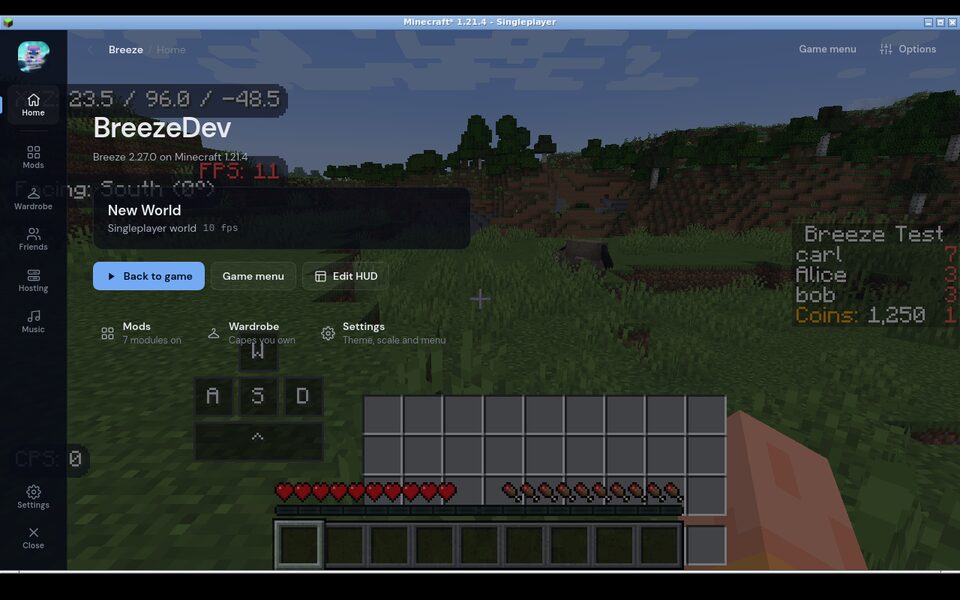 Minecraft* 1.21.4 - Singleplayer
Breeze / Home
Game menu
Options
23.5 / 96.0 / -48.5
Home
BreezeDev
Breeze 2.27.0 on Minecraft 1.21.4
FPS: 11
Mods
Facing: South (0°)
Wardrobe
New World
Singleplayer world 10 fps
Friends
Breeze Test
carl 7
Alice 3
bob 3
Coins: 1,250 1
Hosting
Back to game
Game menu
Edit HUD
Music
Mods
7 modules on
Wardrobe
Capes you own
Settings
Theme, scale and menu
W
A S D
^
CPS: 0
Settings
Close